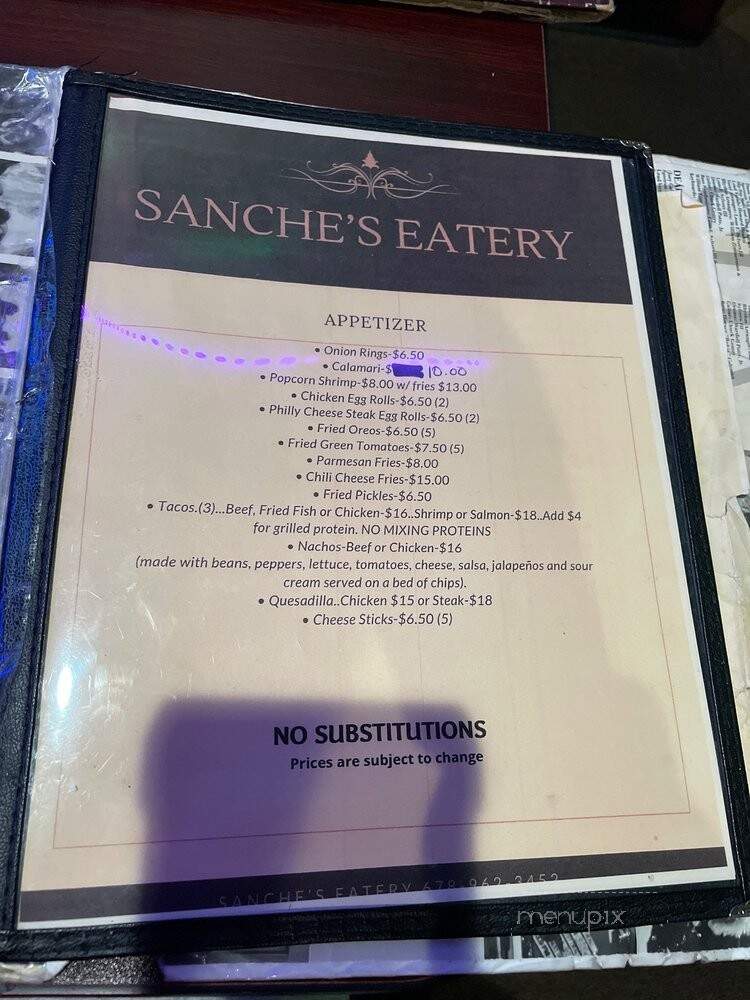 SANCHE'S EATERY
APPETIZER
• Onion Rings-$6.50
• Calamari-$ 10.00
• Popcorn Shrimp-$8.00 w/ fries $13.00
• Chicken Egg Rolls-$6.50 (2)
• Philly Cheese Steak Egg Rolls-$6.50 (2)
• Fried Oreos-$6.50 (5)
• Fried Green Tomatoes-$7.50 (5)
• Parmesan Fries-$8.00
• Chili Cheese Fries-$15.00
• Fried Pickles-$6.50
• Tacos.(3)...Beef, Fried Fish or Chicken-$16..Shrimp or Salmon-$18..Add $4
for grilled protein. NO MIXING PROTEINS
• Nachos-Beef or Chicken-$16
(made with beans, peppers, lettuce, tomatoes, cheese, salsa, jalapeños and sour
cream served on a bed of chips).
• Quesadilla..Chicken $15 or Steak-$18
• Cheese Sticks-$6.50 (5)
NO SUBSTITUTIONS
Prices are subject to change
SANCHE'S EATERY 678-962-3452
menupix